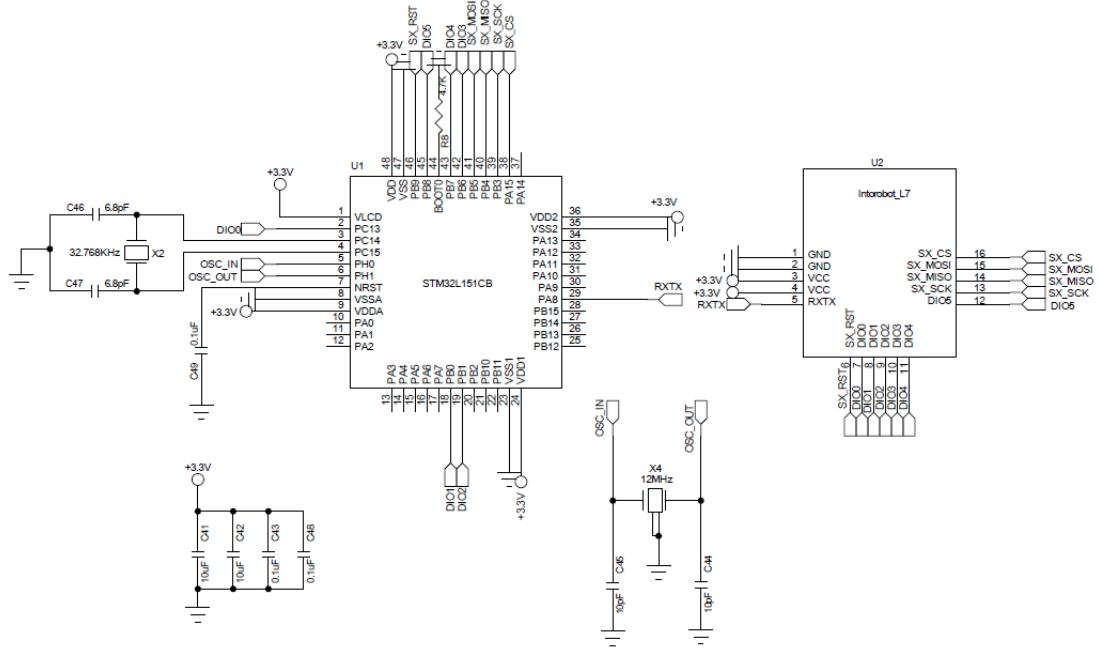 +3.3V
SX_RST
DIO5
DIO4
DIO3
SX_MOSI
SX_MISO
SX_SCK
SX_CS
4.7K
R8
U1
48 47 46 45 44 43 42 41 40 39 38 37
VDD VSS PB9 PB8 BOOT0 PB7 PB6 PB5 PB4 PB3 PA15 PA14
STM32L151CB
1 VLCD
2 PC13
3 PC14
4 PC15
5 PH0
6 PH1
7 NRST
8 VSSA
9 VDDA
10 PA0
11 PA1
12 PA2
VDD2 36
VSS2 35
PA13 34
PA12 33
PA11 32
PA10 31
PA9 30
PA8 29
PB15 28
PB14 27
PB13 26
PB12 25
PA3 PA4 PA5 PA6 PA7 PB0 PB1 PB2 PB10 PB11 VSS1 VDD1
13 14 15 16 17 18 19 20 21 22 23 24
+3.3V
DIO0
OSC_IN
OSC_OUT
+3.3V
C46 6.8pF
32.768KHz X2
C47 6.8pF
0.1uF
C49
+3.3V
RXTX
DIO1
DIO2
+3.3V
U2
Intorobot_L7
1 GND
2 GND
3 VCC
4 VCC
5 RXTX
+3.3V
+3.3V
RXTX
SX_CS 16 SX_CS
SX_MOSI 15 SX_MOSI
SX_MISO 14 SX_MISO
SX_SCK 13 SX_SCK
DIO5 12 DIO5
SX_RST DIO0 DIO1 DIO2 DIO3 DIO4
6 7 8 9 10 11
SX_RST DIO0 DIO1 DIO2 DIO3 DIO4
OSC_IN
OSC_OUT
X4
12MHz
C45
10pF
C44
10pF
+3.3V
C41 C42 C43 C48
10uF 10uF 0.1uF 0.1uF